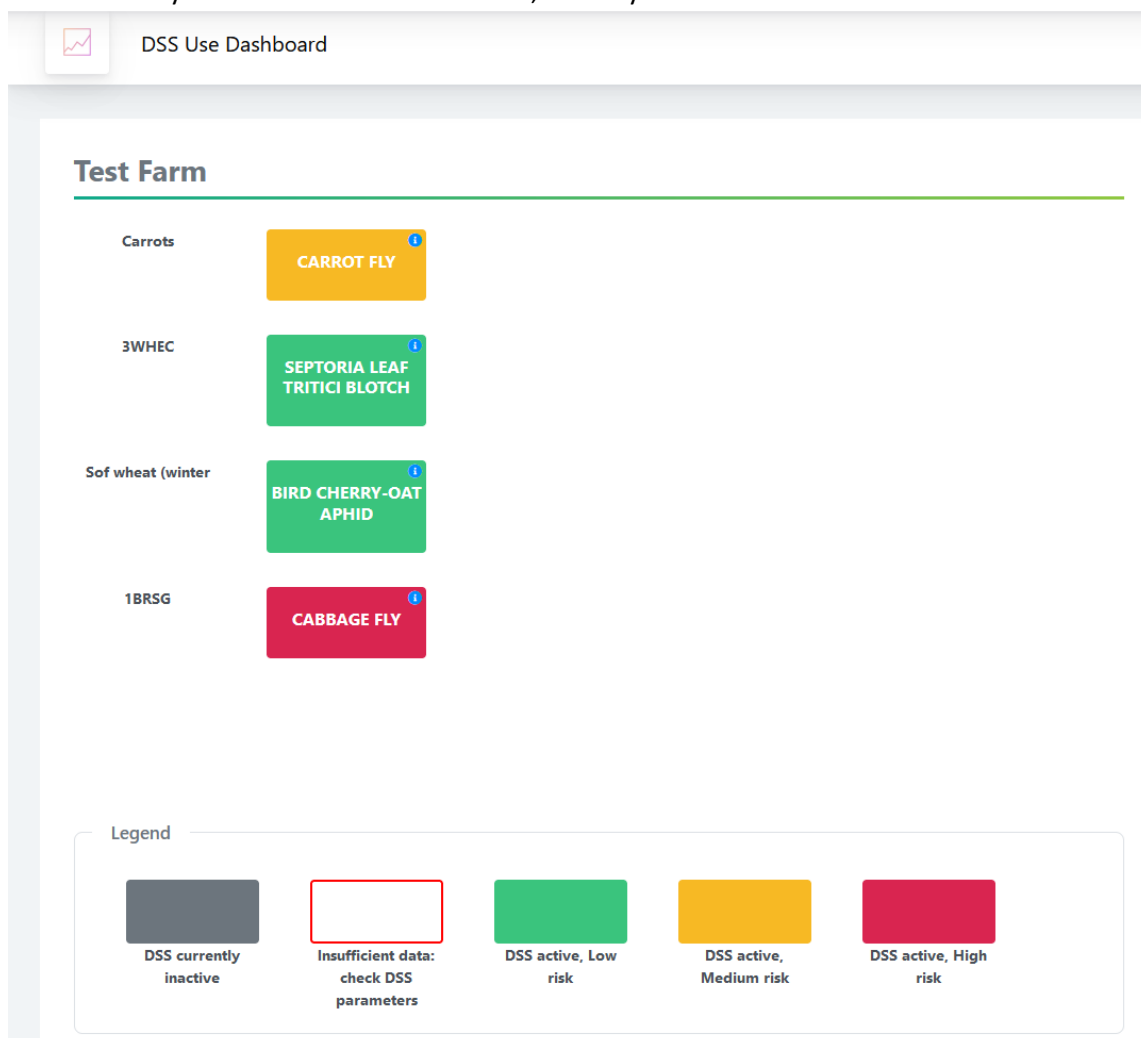 DSS Use Dashboard
Test Farm
Carrots
CARROT FLY
3WHEC
SEPTORIA LEAF
TRITICI BLOTCH
Sof wheat (winter
BIRD CHERRY-OAT
APHID
1BRSG
CABBAGE FLY
Legend
DSS currently
inactive
Insufficient data:
check DSS
parameters
DSS active, Low
risk
DSS active,
Medium risk
DSS active, High
risk